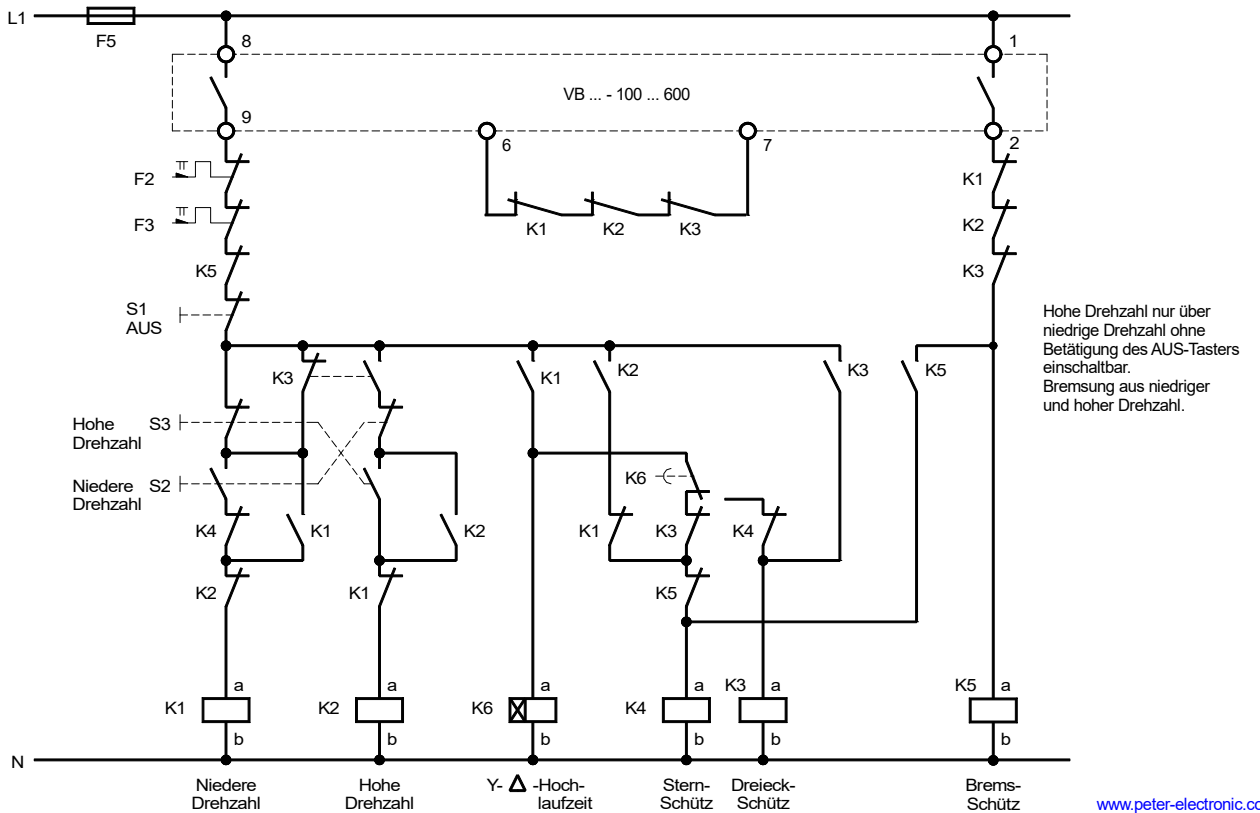 L1
F5
8
1
VB ... - 100 ... 600
9
6
7
2
F2
K1
F3
K2
K1
K2
K3
K5
K3
S1
AUS
Hohe Drehzahl nur über
niedrige Drehzahl ohne
Betätigung des AUS-Tasters
einschaltbar.
Bremsung aus niedriger
und hoher Drehzahl.
K3
K1
K2
K3
K5
Hohe
Drehzahl
S3
K6
Niedere
Drehzahl
S2
K4
K1
K2
K1
K3
K4
K2
K1
K5
K1
a
b
K2
a
b
K6
a
b
K4
a
b
K3
a
b
K5
a
b
N
Niedere
Drehzahl
Hohe
Drehzahl
Y- Δ -Hoch-
laufzeit
Stern-
Schütz
Dreieck-
Schütz
Brems-
Schütz
www.peter-electronic.co